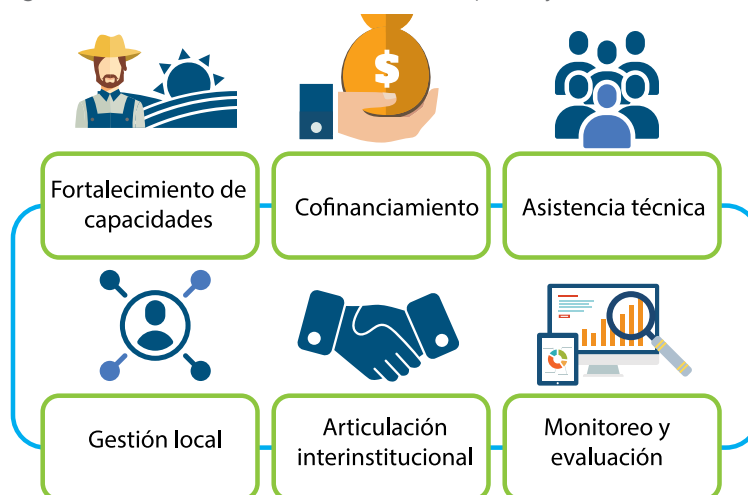 $
Fortalecimiento de
capacidades
Cofinanciamiento
Asistencia técnica
Gestión local
Articulación
interinstitucional
Monitoreo y
evaluación